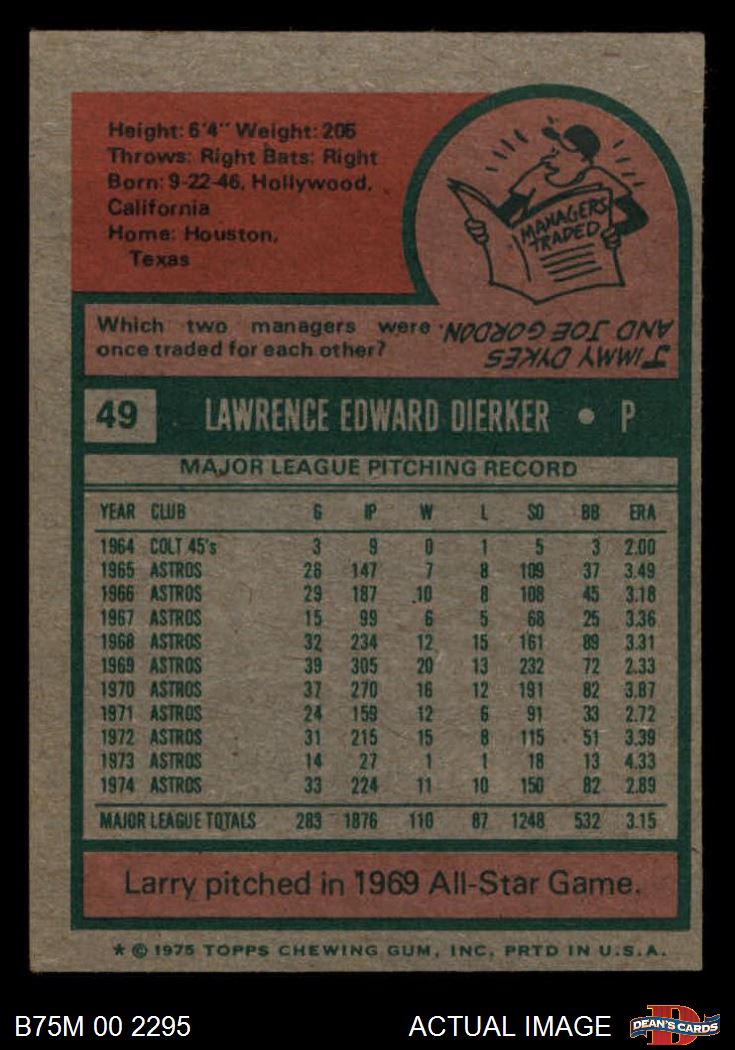 Height: 6'4" Weight: 205
Throws: Right Bats: Right
Born: 9-22-46, Hollywood,
California
Home: Houston,
Texas
MANAGERS
TRADED
Which two managers were
once traded for each other?
JIMMY DYKES
AND JOE GORDON.
49 LAWRENCE EDWARD DIERKER • P
MAJOR LEAGUE PITCHING RECORD
YEAR CLUB G IP W L SO BB ERA
1964 COLT 45's 3 9 0 1 5 3 2.00
1965 ASTROS 26 147 7 8 109 37 3.49
1966 ASTROS 29 187 10 8 108 45 3.18
1967 ASTROS 15 99 6 5 68 25 3.36
1968 ASTROS 32 234 12 15 161 89 3.31
1969 ASTROS 39 305 20 13 232 72 2.33
1970 ASTROS 37 270 16 12 191 82 3.87
1971 ASTROS 24 159 12 6 91 33 2.72
1972 ASTROS 31 215 15 8 115 51 3.39
1973 ASTROS 14 27 1 1 18 13 4.33
1974 ASTROS 33 224 11 10 150 82 2.89
MAJOR LEAGUE TOTALS 283 1876 110 87 1248 532 3.15
Larry pitched in 1969 All-Star Game.
* © 1975 TOPPS CHEWING GUM, INC. PRTD IN U.S.A.
B75M 00 2295 ACTUAL IMAGE D DEAN'S CARDS